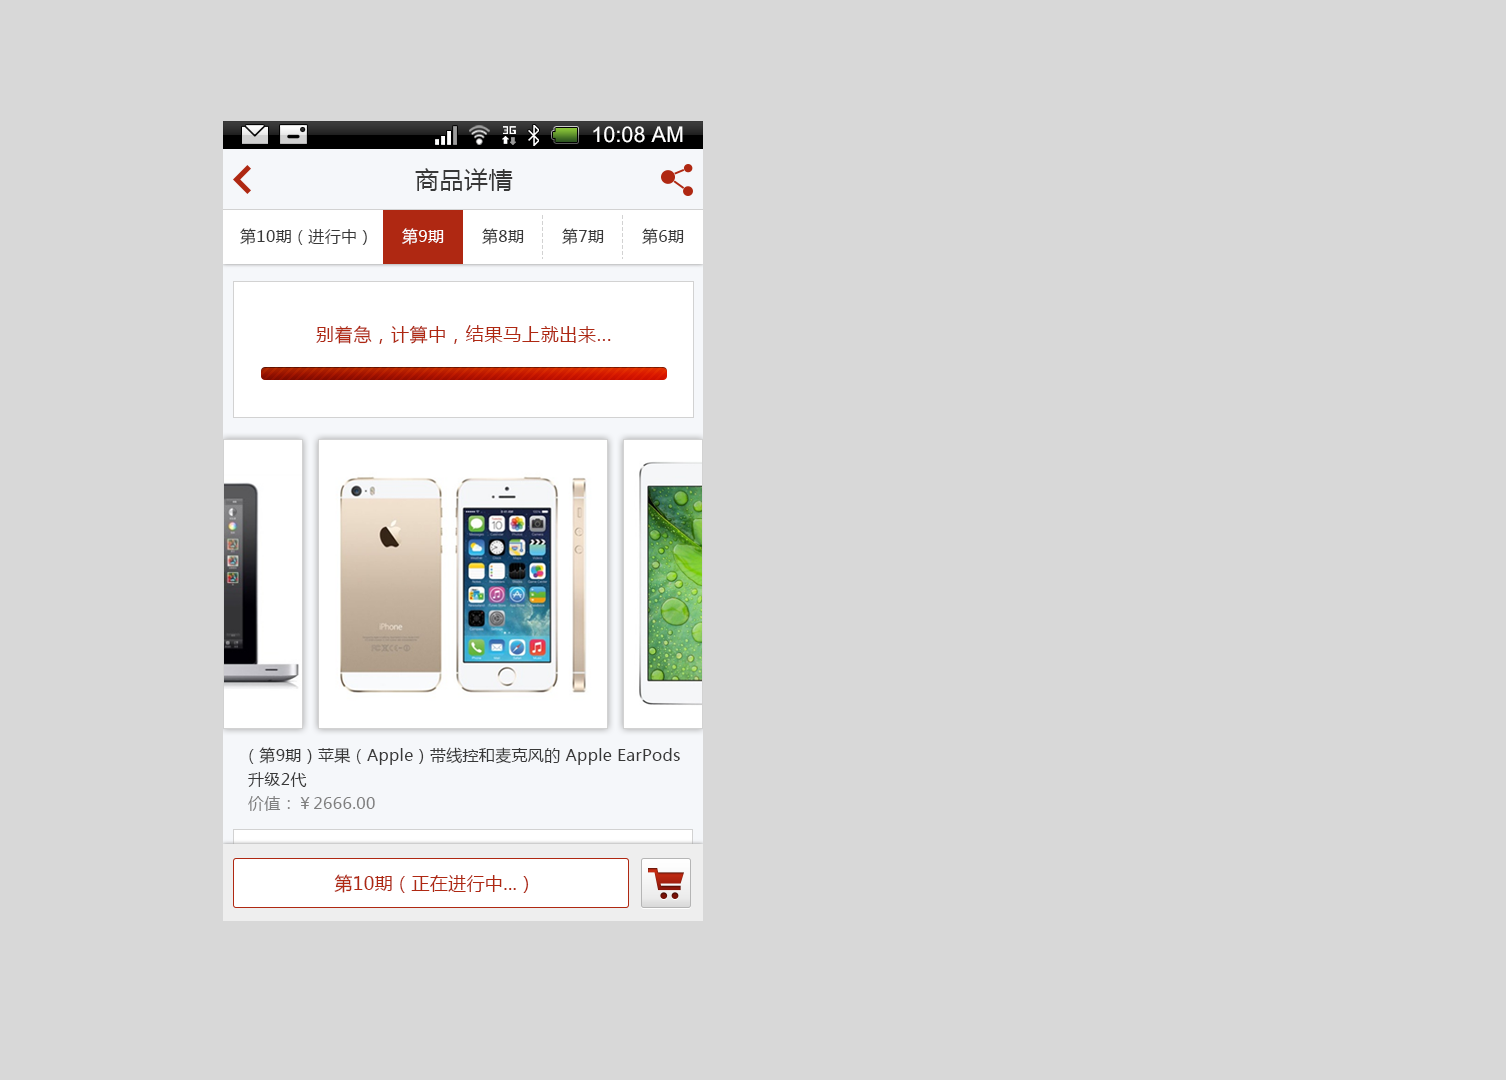 10:08 AM
商品详情
第10期（进行中） 第9期 第8期 第7期 第6期
别着急，计算中，结果马上就出来...
iPhone
（第9期）苹果（Apple）带线控和麦克风的 Apple EarPods
升级2代
价值：￥2666.00
第10期（正在进行中...）